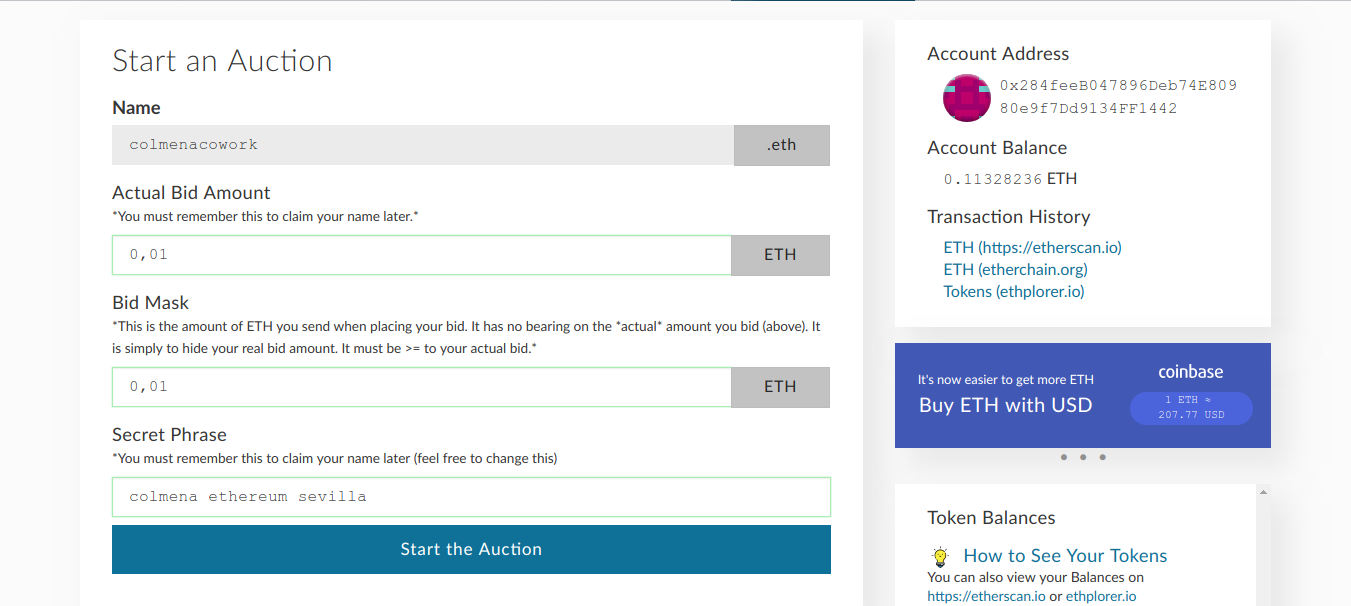 Start an Auction
Name
colmenacowork
.eth
Actual Bid Amount
*You must remember this to claim your name later.*
0,01
ETH
Bid Mask
*This is the amount of ETH you send when placing your bid. It has no bearing on the *actual* amount you bid (above). It
is simply to hide your real bid amount. It must be >= to your actual bid.*
0,01
ETH
Secret Phrase
*You must remember this to claim your name later (feel free to change this)
colmena ethereum sevilla
Start the Auction
Account Address
0x284feeB047896Deb74E809
80e9f7Dd9134FF1442
Account Balance
0.11328236 ETH
Transaction History
ETH (https://etherscan.io)
ETH (etherchain.org)
Tokens (ethplorer.io)
It's now easier to get more ETH
Buy ETH with USD
coinbase
1 ETH ≈
207.77 USD
Token Balances
How to See Your Tokens
You can also view your Balances on
https://etherscan.io or ethplorer.io